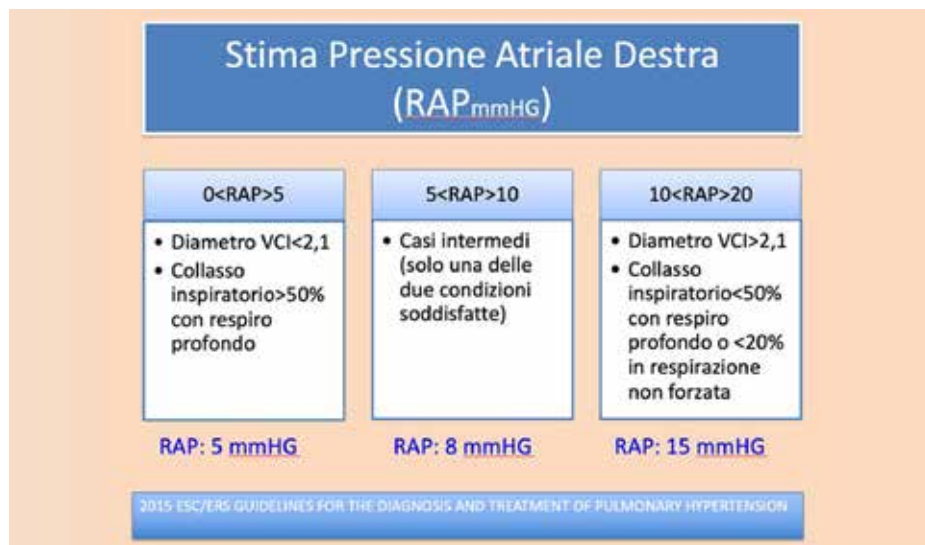 Stima Pressione Atriale Destra
(RAPmmHG)
0<RAP>5
• Diametro VCI<2,1
• Collasso
inspiratorio>50%
con respiro
profondo
RAP: 5 mmHG
5<RAP>10
• Casi intermedi
(solo una delle
due condizioni
soddisfatte)
RAP: 8 mmHG
10<RAP>20
• Diametro VCI>2,1
• Collasso
inspiratorio<50%
con respiro
profondo o <20%
in respirazione
non forzata
RAP: 15 mmHG
2015 ESC/ERS GUIDELINES FOR THE DIAGNOSIS AND TREATMENT OF PULMONARY HYPERTENSION